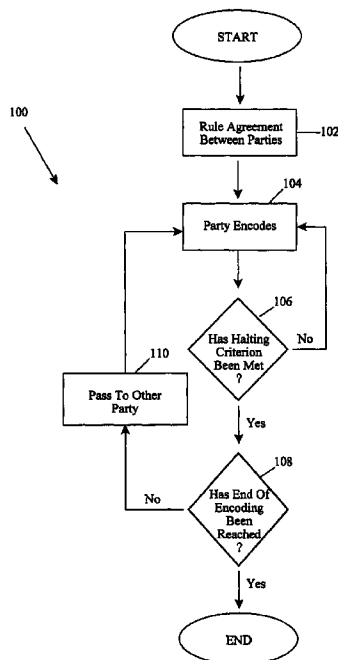 START
100
Rule Agreement
Between Parties
102
104
Party Encodes
106
Has Halting
Criterion
Been Met
?
No
110
Pass To Other
Party
Yes
108
Has End Of
Encoding
Been
Reached
?
No
Yes
END